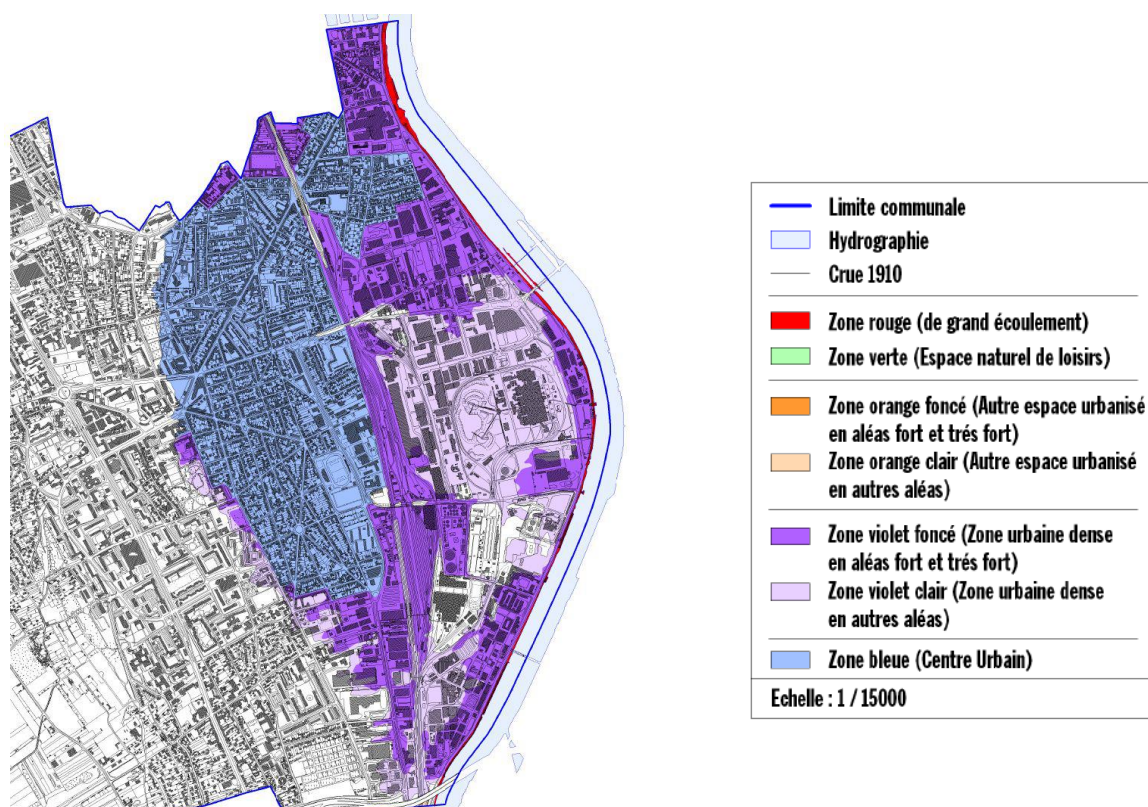 Limite communale
Hydrographie
Crue 1910
Zone rouge (de grand écoulement)
Zone verte (Espace naturel de loisirs)
Zone orange foncé (Autre espace urbanisé
en aléas fort et trés fort)
Zone orange clair (Autre espace urbanisé
en autres aléas)
Zone violet foncé (Zone urbaine dense
en aléas fort et trés fort)
Zone violet clair (Zone urbaine dense
en autres aléas)
Zone bleue (Centre Urbain)
Echelle : 1 / 15000